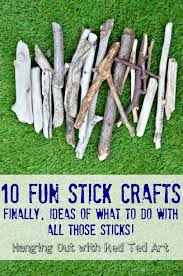 10 FUN STICK CRAFTS
FINALLY, IDEAS OF WHAT TO DO WITH
ALL THOSE STICKS!
Hanging Out with Red Ted Art